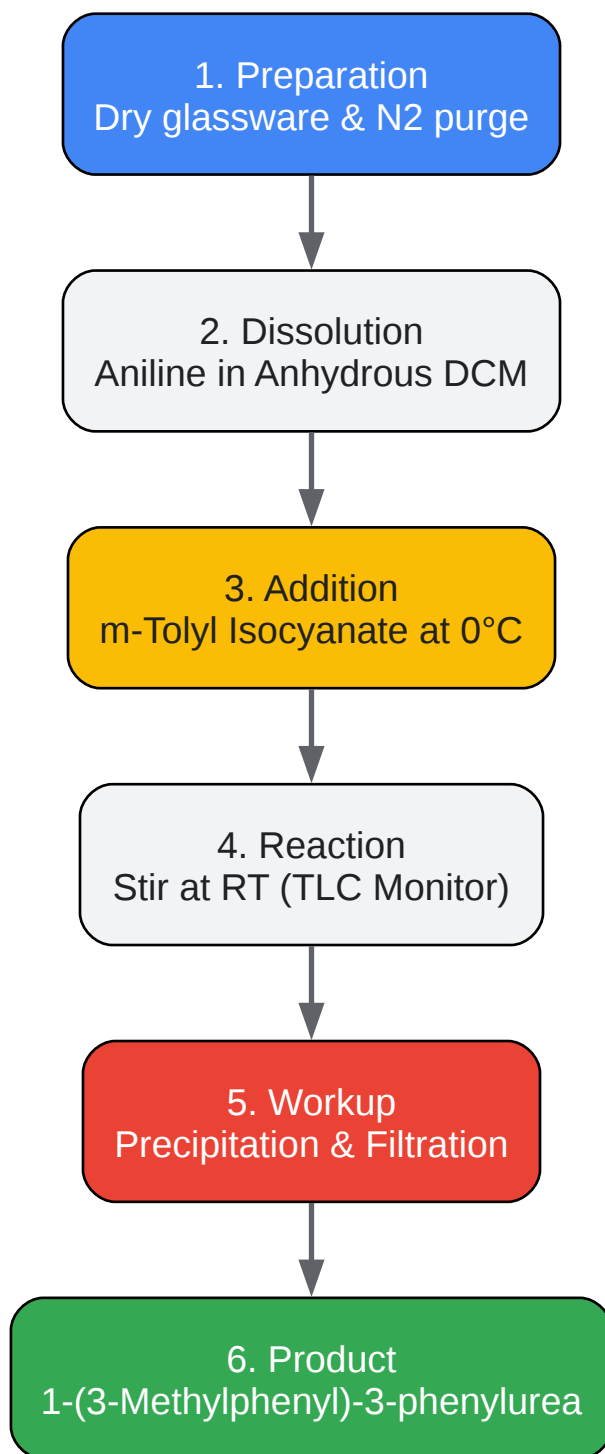 1. Preparation
Dry glassware & N2 purge
2. Dissolution
Aniline in Anhydrous DCM
3. Addition
m-Tolyl Isocyanate at 0°C
4. Reaction
Stir at RT (TLC Monitor)
5. Workup
Precipitation & Filtration
6. Product
1-(3-Methylphenyl)-3-phenylurea